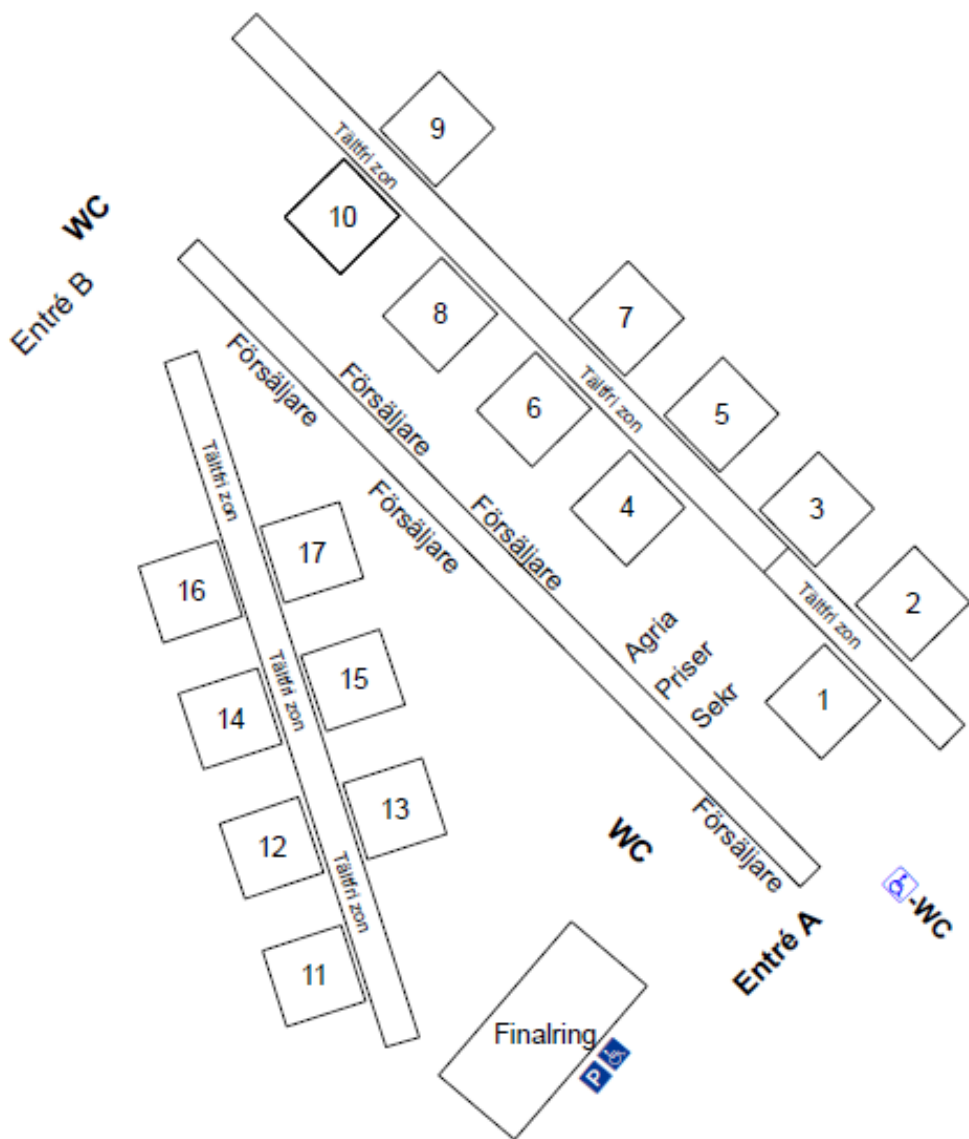 9
Tältfri zon
10
WC
Entré B
8
7
Försäljare
Försäljare
6
Tältfri zon
5
4
3
Försäljare
Försäljare
Tältfri zon
17
16
Tältfri zon
2
Agria
Priser
Sekr
1
15
14
Tältfri zon
13
12
WC
Försäljare
Tältfri zon
-WC
Entré A
11
Finalring
P